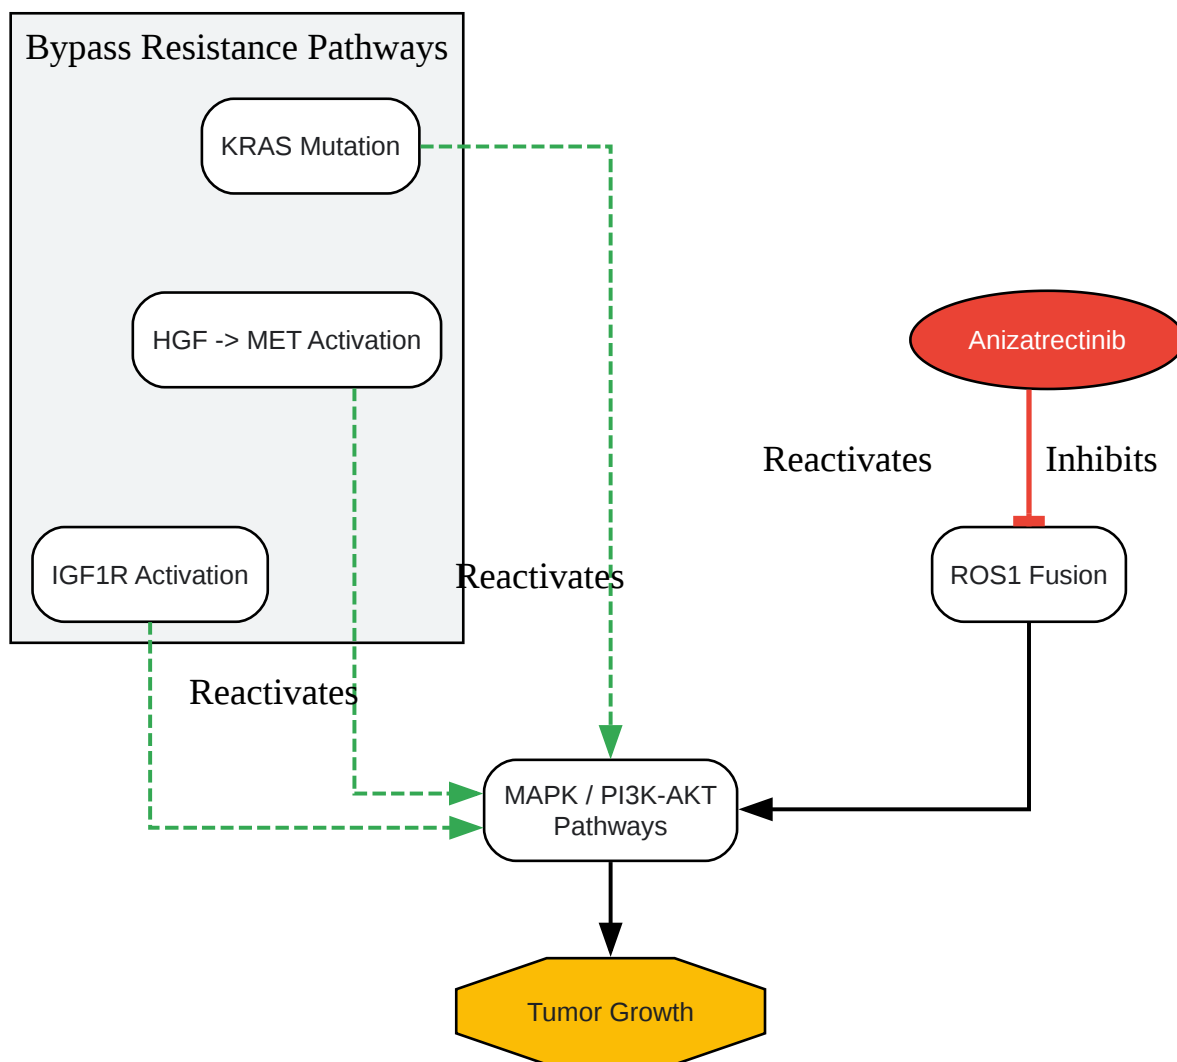 Bypass Resistance Pathways
KRAS Mutation
HGF -> MET Activation
Anizatrectinib
Reactivates
Inhibits
IGF1R Activation
Reactivates
ROS1 Fusion
Reactivates
MAPK / PI3K-AKT
Pathways
Tumor Growth